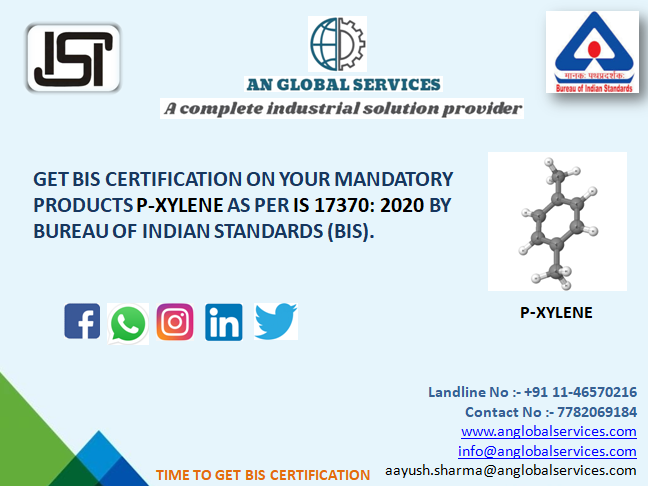 ISI
AN GLOBAL SERVICES
A complete industrial solution provider
मानकः पथप्रदर्शकः
Bureau of Indian Standards
GET BIS CERTIFICATION ON YOUR MANDATORY
PRODUCTS P-XYLENE AS PER IS 17370: 2020 BY
BUREAU OF INDIAN STANDARDS (BIS).
P-XYLENE
Landline No :- +91 11-46570216
Contact No :- 7782069184
www.anglobalservices.com
info@anglobalservices.com
TIME TO GET BIS CERTIFICATION aayush.sharma@anglobalservices.com